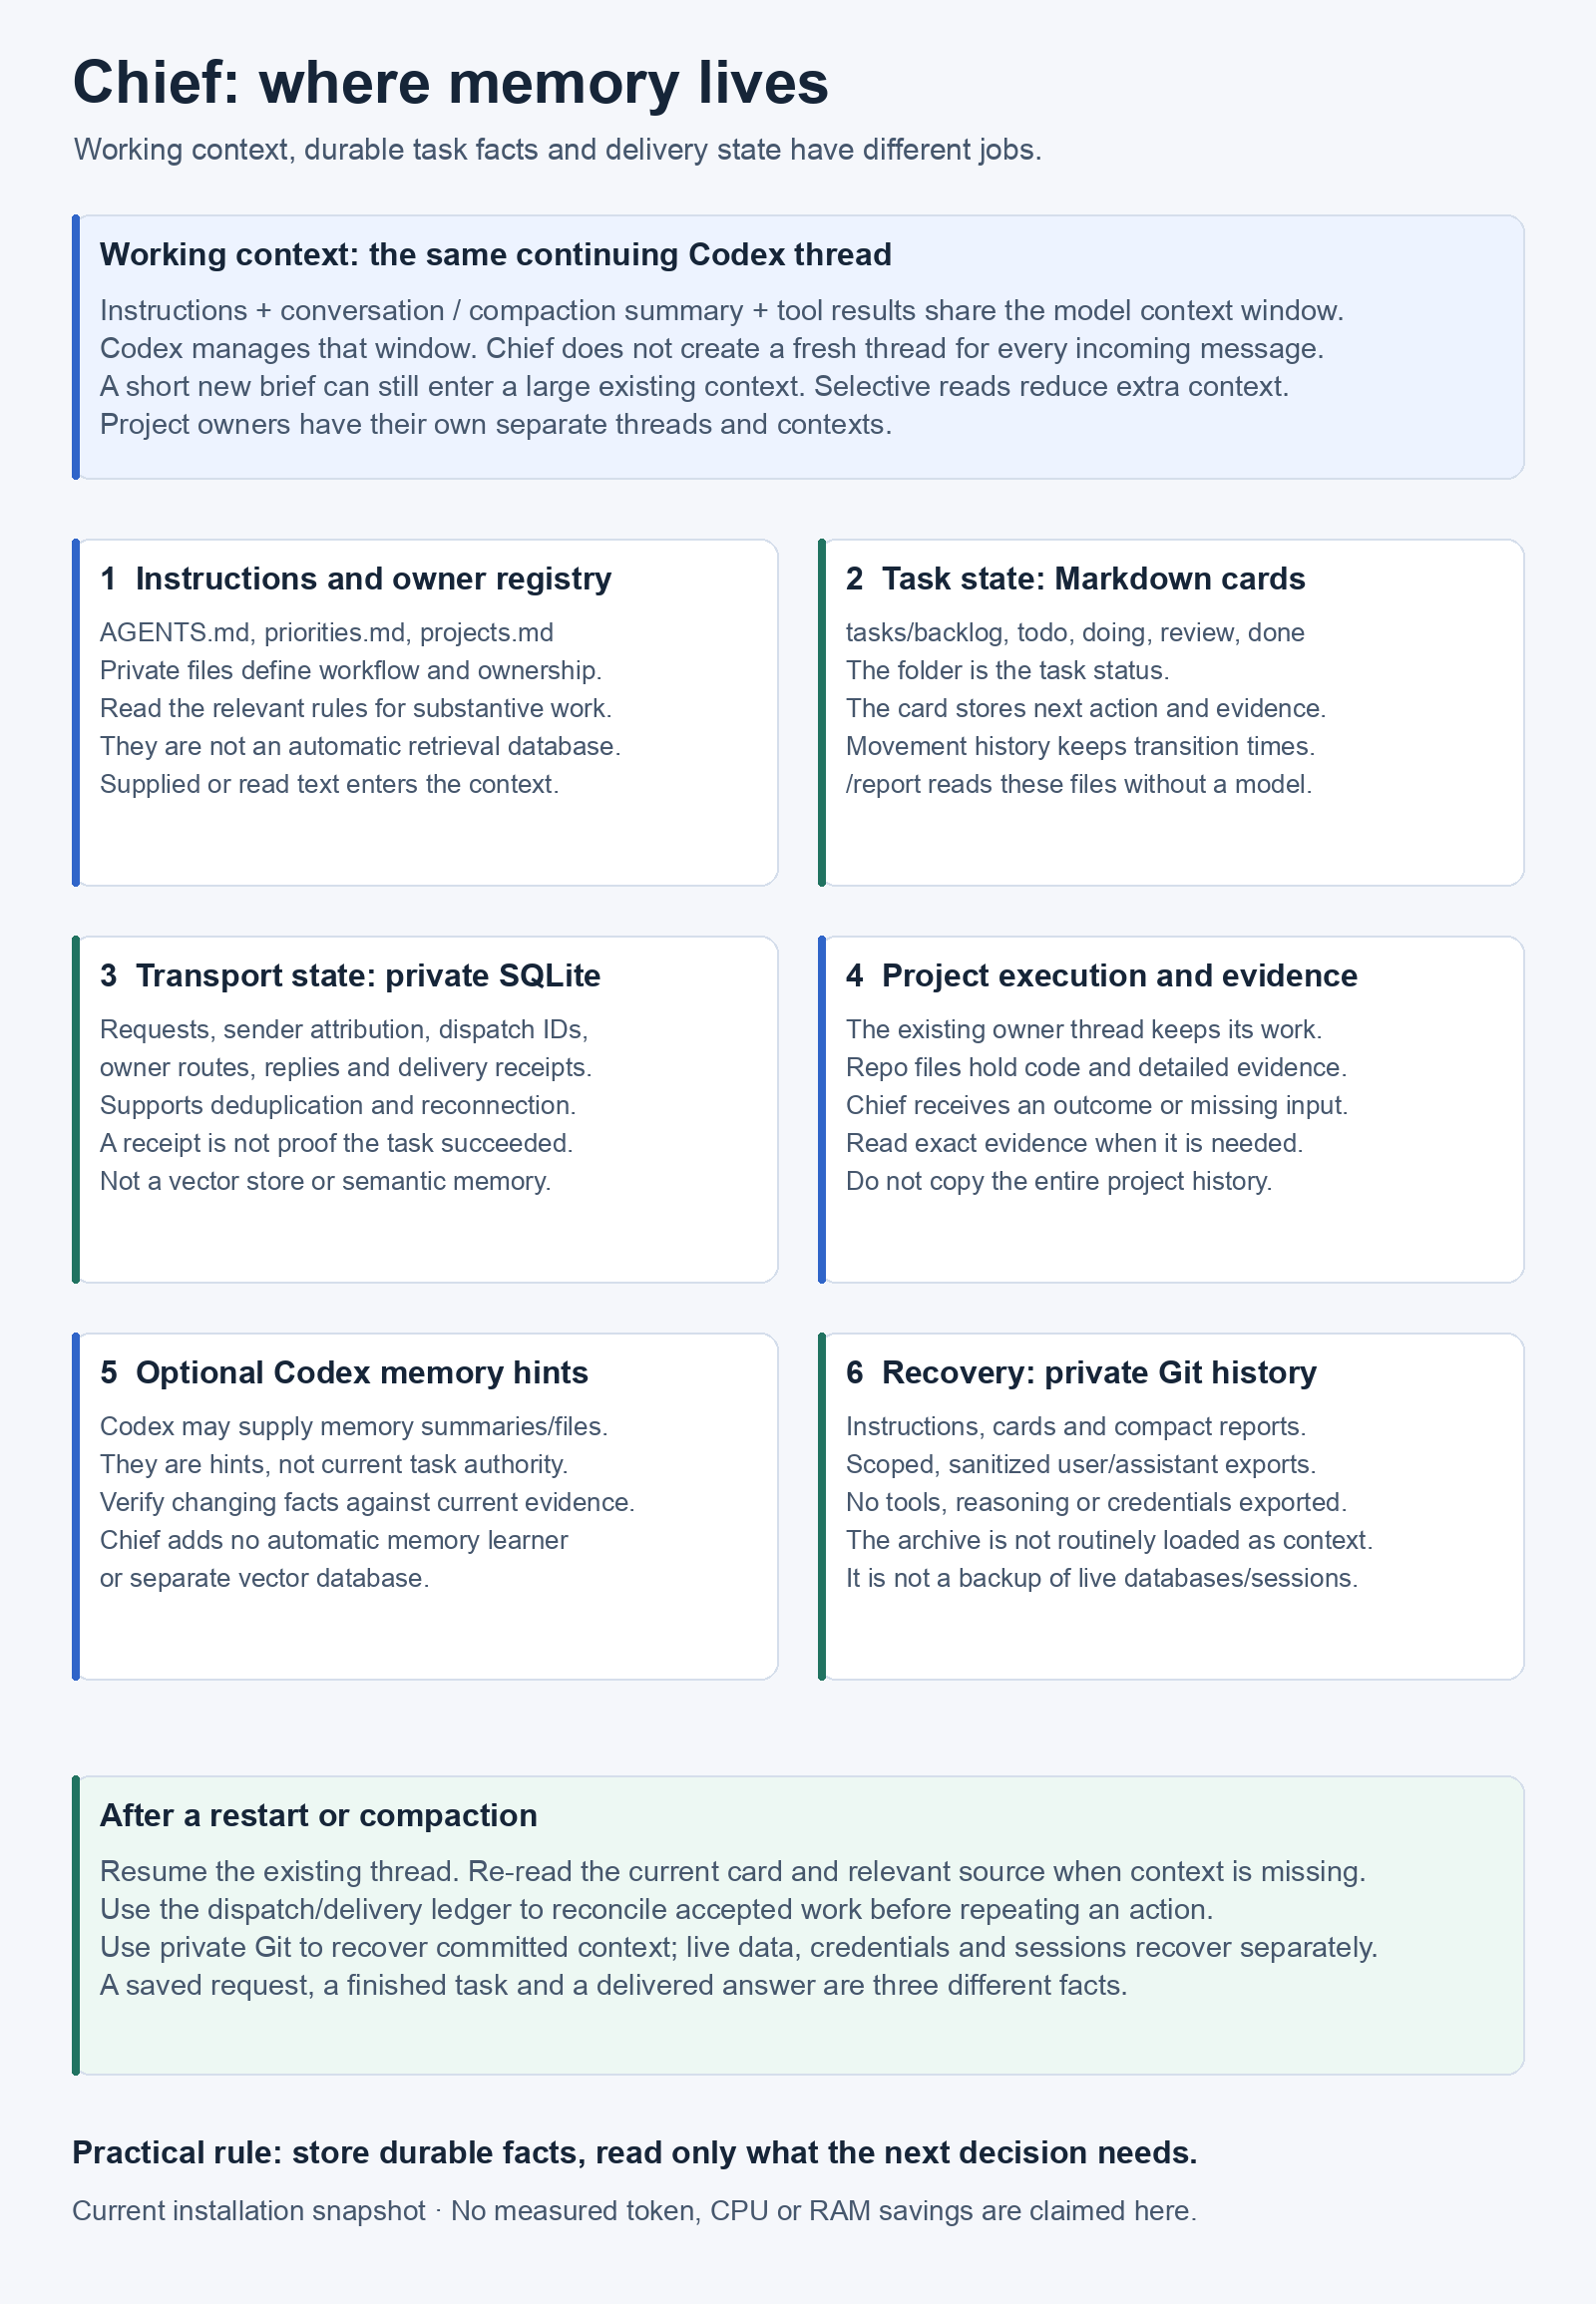 Chief: where memory lives
Working context, durable task facts and delivery state have different jobs.
Working context: the same continuing Codex thread
Instructions + conversation / compaction summary + tool results share the model context window.
Codex manages that window. Chief does not create a fresh thread for every incoming message.
A short new brief can still enter a large existing context. Selective reads reduce extra context.
Project owners have their own separate threads and contexts.
1 Instructions and owner registry
AGENTS.md, priorities.md, projects.md
Private files define workflow and ownership.
Read the relevant rules for substantive work.
They are not an automatic retrieval database.
Supplied or read text enters the context.
2 Task state: Markdown cards
tasks/backlog, todo, doing, review, done
The folder is the task status.
The card stores next action and evidence.
Movement history keeps transition times.
/report reads these files without a model.
3 Transport state: private SQLite
Requests, sender attribution, dispatch IDs,
owner routes, replies and delivery receipts.
Supports deduplication and reconnection.
A receipt is not proof the task succeeded.
Not a vector store or semantic memory.
4 Project execution and evidence
The existing owner thread keeps its work.
Repo files hold code and detailed evidence.
Chief receives an outcome or missing input.
Read exact evidence when it is needed.
Do not copy the entire project history.
5 Optional Codex memory hints
Codex may supply memory summaries/files.
They are hints, not current task authority.
Verify changing facts against current evidence.
Chief adds no automatic memory learner
or separate vector database.
6 Recovery: private Git history
Instructions, cards and compact reports.
Scoped, sanitized user/assistant exports.
No tools, reasoning or credentials exported.
The archive is not routinely loaded as context.
It is not a backup of live databases/sessions.
After a restart or compaction
Resume the existing thread. Re-read the current card and relevant source when context is missing.
Use the dispatch/delivery ledger to reconcile accepted work before repeating an action.
Use private Git to recover committed context; live data, credentials and sessions recover separately.
A saved request, a finished task and a delivered answer are three different facts.
Practical rule: store durable facts, read only what the next decision needs.
Current installation snapshot · No measured token, CPU or RAM savings are claimed here.